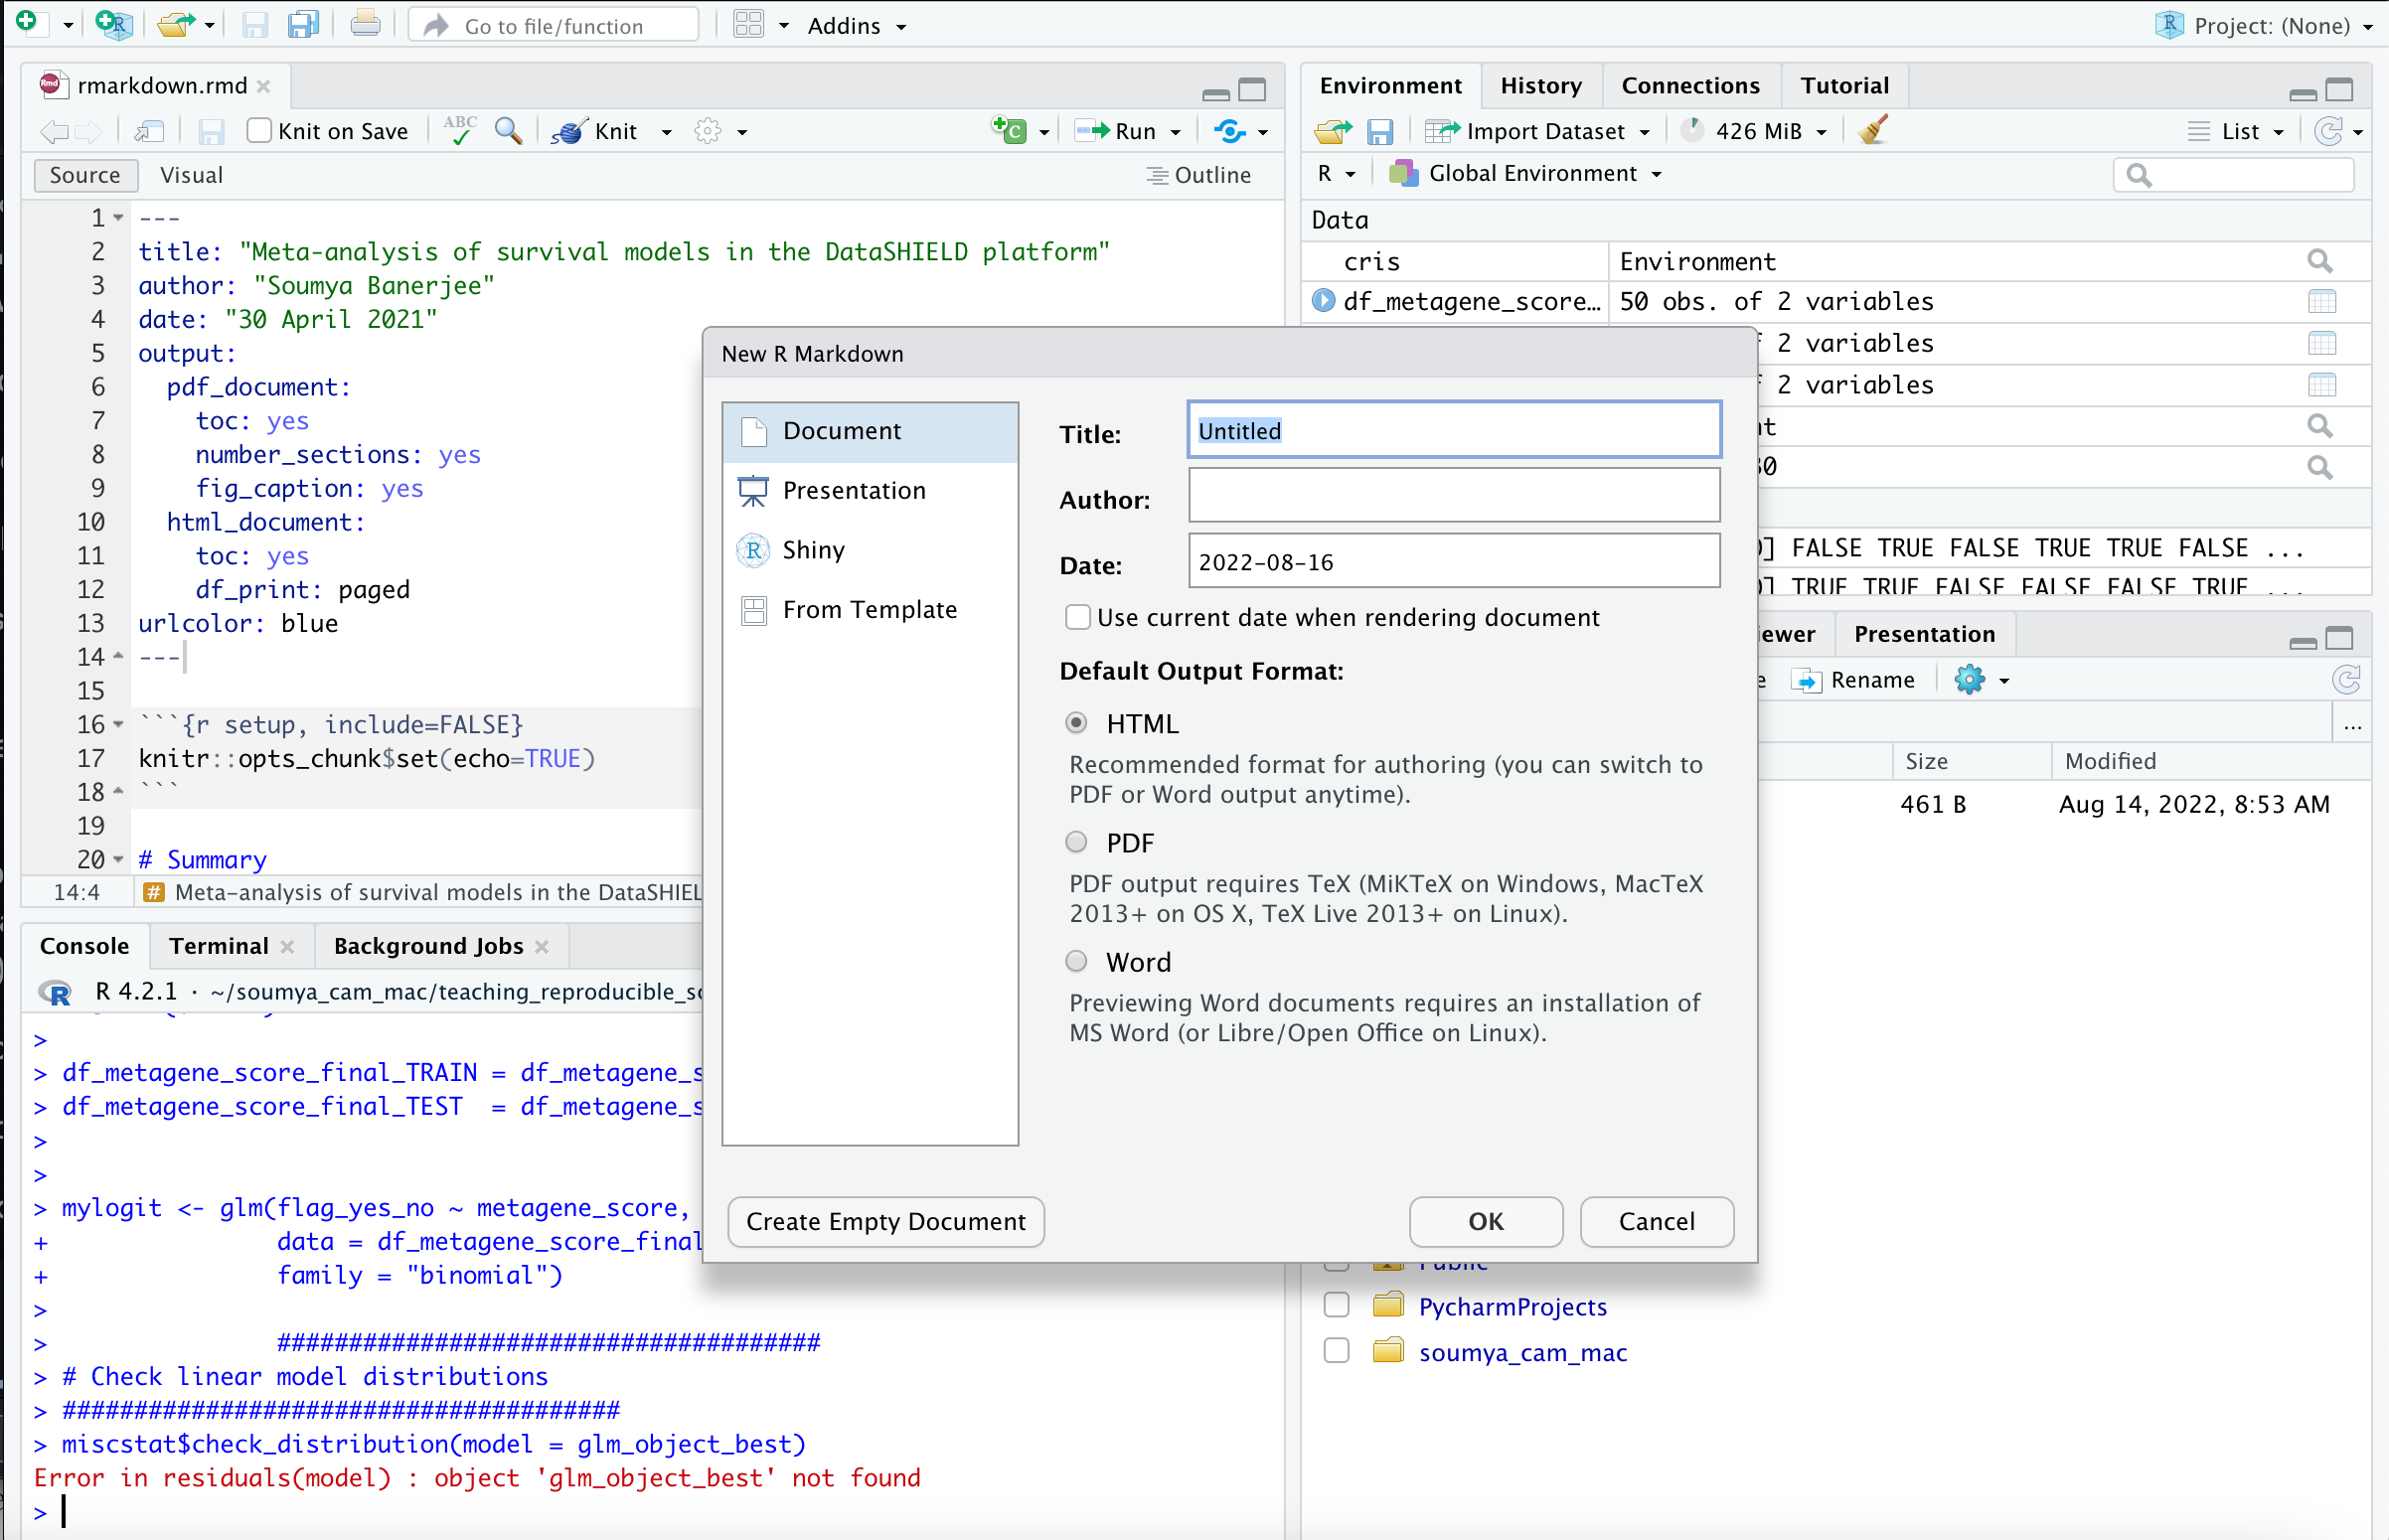 Go to file/function
Addins
Project: (None)
rmarkdown.rmd
Knit on Save
ABC
Knit
C
Run
Source
Visual
Outline
1 ---
2 title: "Meta-analysis of survival models in the DataSHIELD platform"
3 author: "Soumya Banerjee"
4 date: "30 April 2021"
5 output:
6 pdf_document:
7 toc: yes
8 number_sections: yes
9 fig_caption: yes
10 html_document:
11 toc: yes
12 df_print: paged
13 urlcolor: blue
14 ---
15
16 ```{r setup, include=FALSE}
17 knitr::opts_chunk$set(echo=TRUE)
18 ```
19
20 # Summary
14:4 # Meta-analysis of survival models in the DataSHIEL
Console
Terminal
Background Jobs
R 4.2.1 · ~/soumya_cam_mac/teaching_reproducible_sc
>
> df_metagene_score_final_TRAIN = df_metagene_s
> df_metagene_score_final_TEST = df_metagene_s
>
>
> mylogit <- glm(flag_yes_no ~ metagene_score,
+ data = df_metagene_score_final
+ family = "binomial")
>
> ######################################
> # Check linear model distributions
> #######################################
> miscstat$check_distribution(model = glm_object_best)
Error in residuals(model) : object 'glm_object_best' not found
>
Environment
History
Connections
Tutorial
Import Dataset
426 MiB
List
R
Global Environment
Data
cris Environment
df_metagene_score… 50 obs. of 2 variables
2 variables
2 variables
FALSE TRUE FALSE TRUE TRUE FALSE ...
TRUE TRUE FALSE FALSE FALSE TRUE ...
ewer
Presentation
Rename
...
Size
Modified
461 B
Aug 14, 2022, 8:53 AM
Public
PycharmProjects
soumya_cam_mac
New R Markdown
Document
Presentation
Shiny
From Template
Title: Untitled
Author:
Date: 2022-08-16
Use current date when rendering document
Default Output Format:
HTML
Recommended format for authoring (you can switch to
PDF or Word output anytime).
PDF
PDF output requires TeX (MiKTeX on Windows, MacTeX
2013+ on OS X, TeX Live 2013+ on Linux).
Word
Previewing Word documents requires an installation of
MS Word (or Libre/Open Office on Linux).
Create Empty Document
OK
Cancel